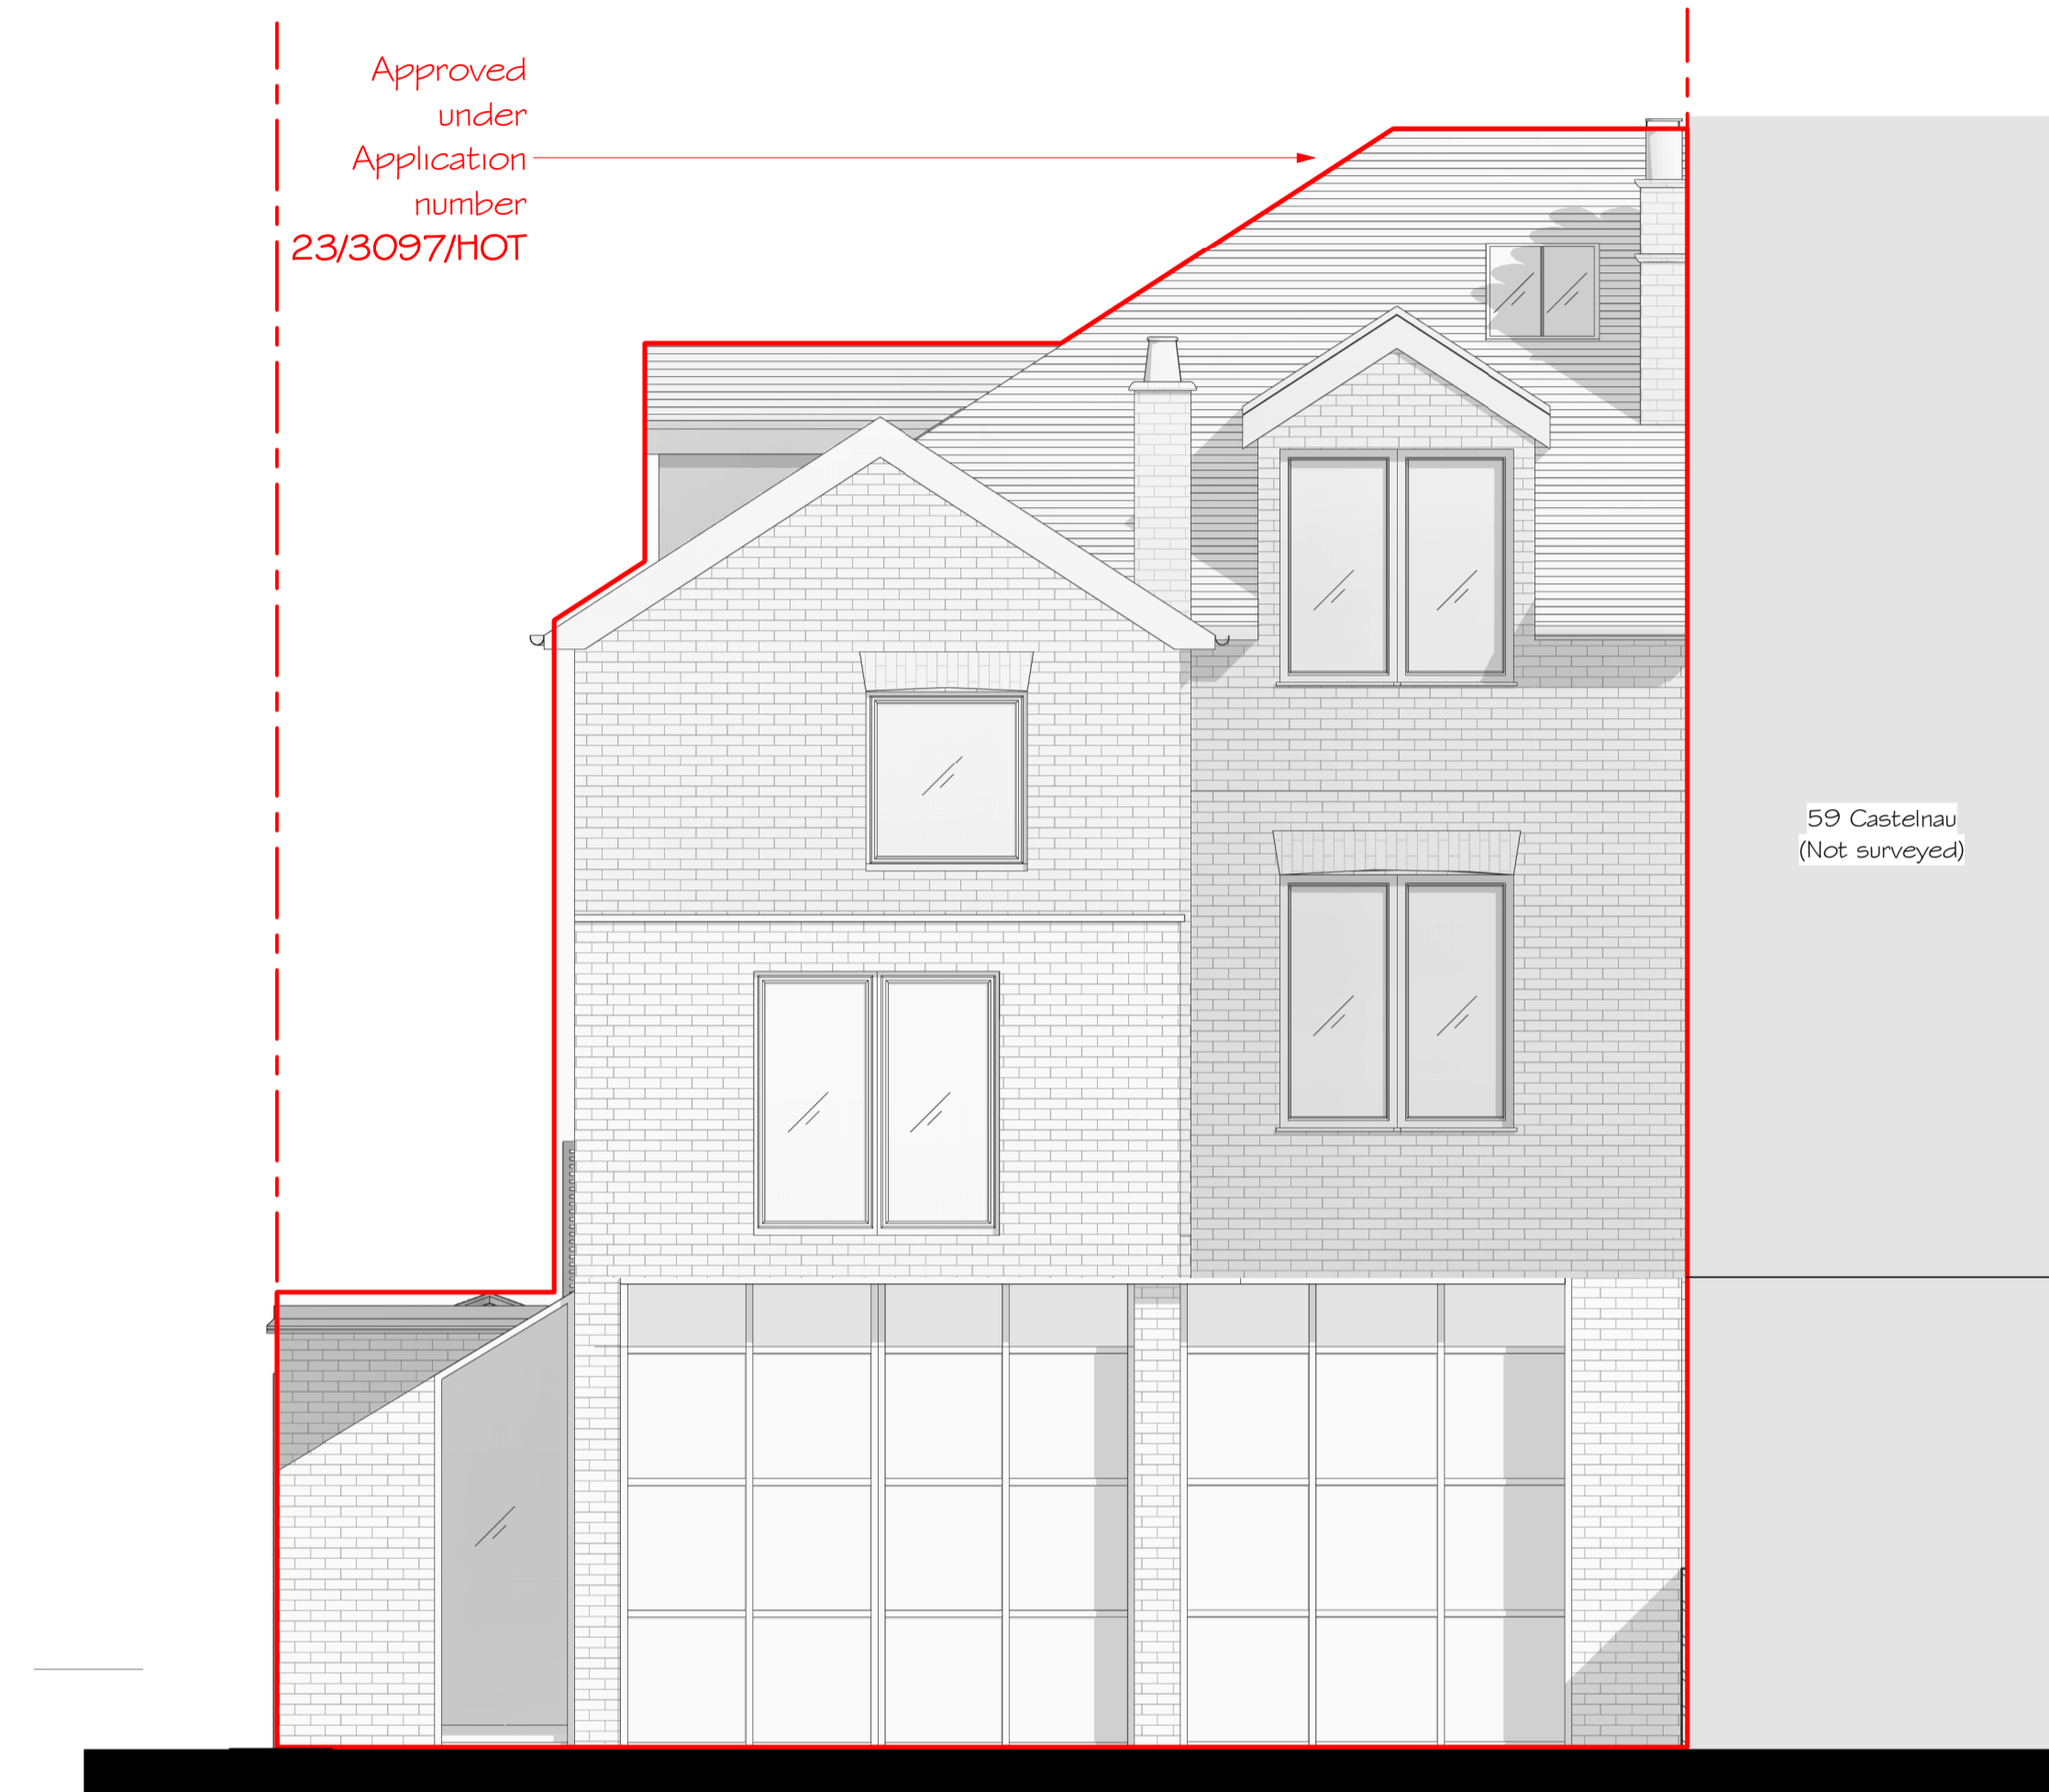 Approved
under
Application
number
23/3097/HOT
59 Castelnau
(Not surveyed)